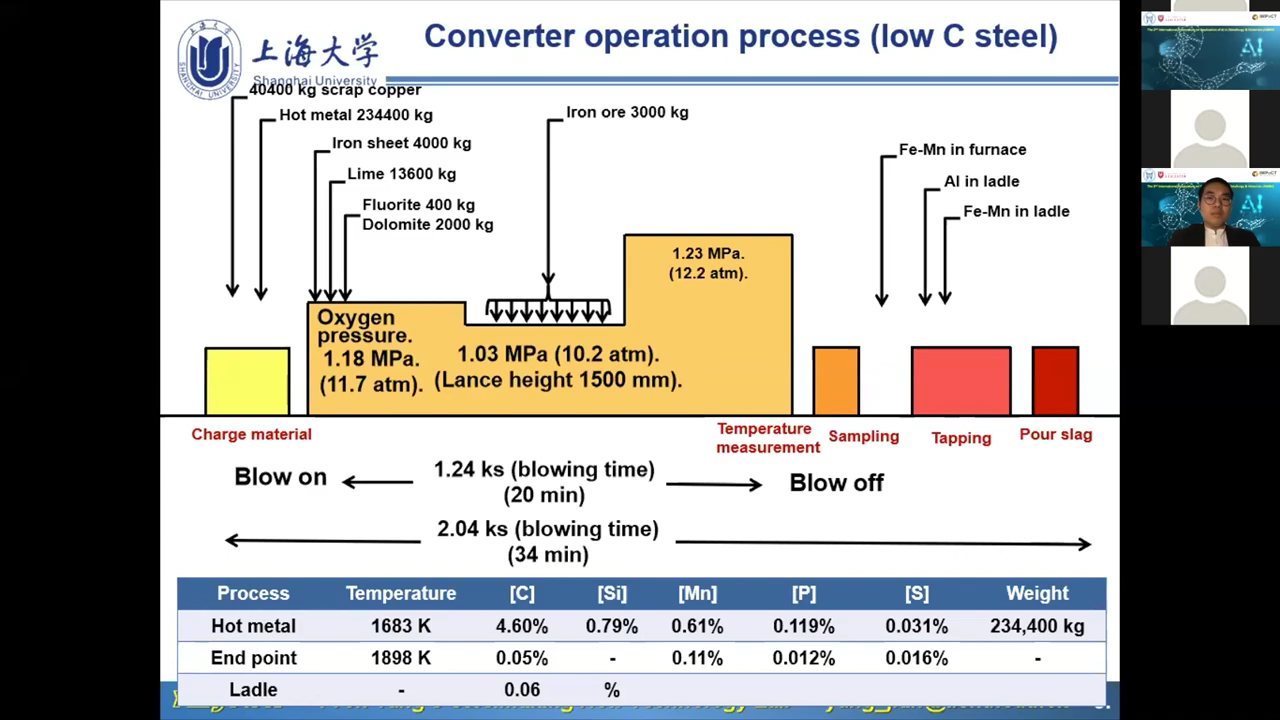 上海大学
Shanghai University
SHANGHAI UNIVERSITY
Converter operation process (low C steel)
40400 kg scrap copper
Hot metal 234400 kg
Iron sheet 4000 kg
Lime 13600 kg
Fluorite 400 kg
Dolomite 2000 kg
Iron ore 3000 kg
Fe-Mn in furnace
Al in ladle
Fe-Mn in ladle
1.23 MPa.
(12.2 atm).
Oxygen
pressure.
1.18 MPa.
(11.7 atm).
1.03 MPa (10.2 atm).
(Lance height 1500 mm).
Charge material
Temperature
measurement
Sampling
Tapping
Pour slag
Blow on
1.24 ks (blowing time)
(20 min)
Blow off
2.04 ks (blowing time)
(34 min)
Process Temperature [C] [Si] [Mn] [P] [S] Weight
Hot metal 1683 K 4.60% 0.79% 0.61% 0.119% 0.031% 234,400 kg
End point 1898 K 0.05% - 0.11% 0.012% 0.016% -
Ladle - 0.06 %
AI
AI